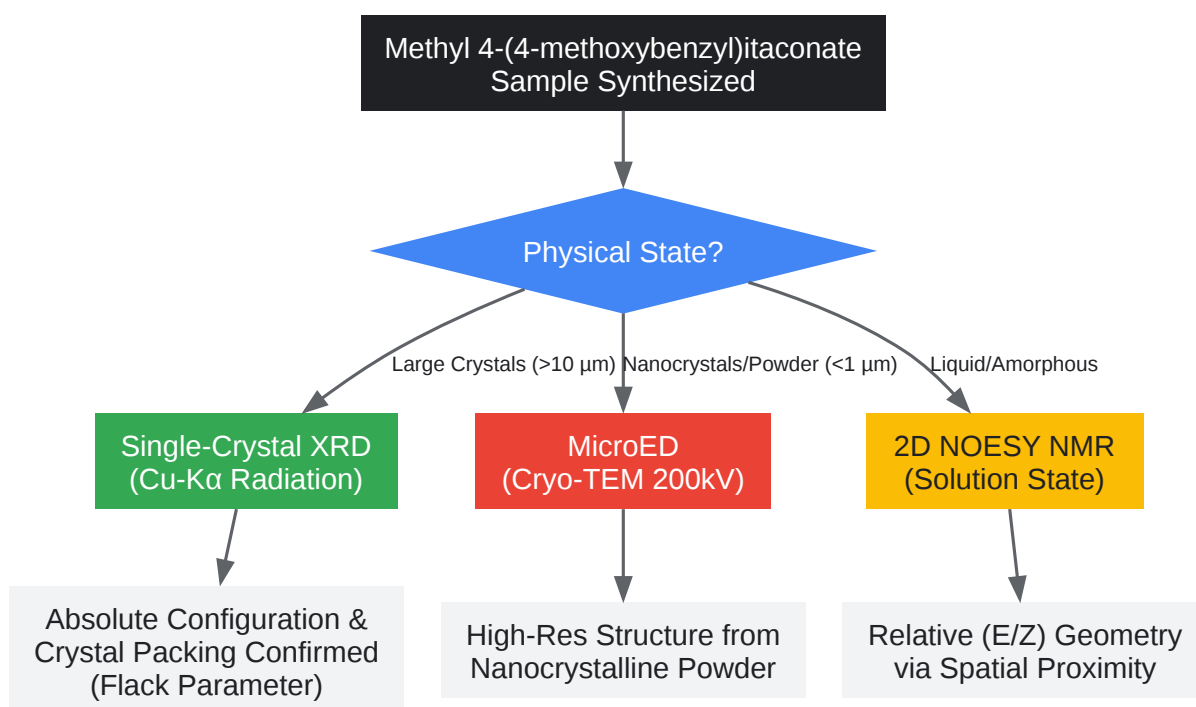 Methyl 4-(4-methoxybenzyl)itaconate
Sample Synthesized
Physical State?
Large Crystals (>10 µm)
Nanocrystals/Powder (<1 µm)
Liquid/Amorphous
Single-Crystal XRD
(Cu-Kα Radiation)
MicroED
(Cryo-TEM 200kV)
2D NOESY NMR
(Solution State)
Absolute Configuration &
Crystal Packing Confirmed
(Flack Parameter)
High-Res Structure from
Nanocrystalline Powder
Relative (E/Z) Geometry
via Spatial Proximity